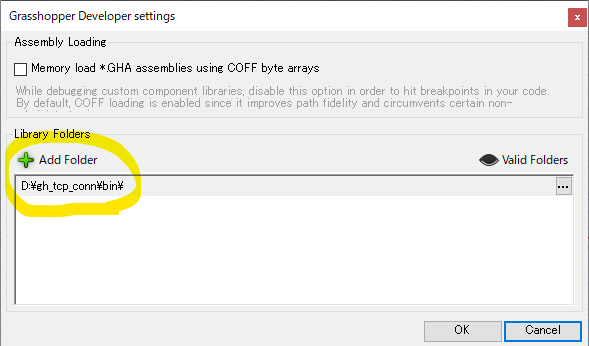 Grasshopper Developer settings
Assembly Loading
Memory load *.GHA assemblies using COFF byte arrays
While debugging custom component libraries, disable this option in order to hit breakpoints in your code.
By default, COFF loading is enabled since it improves path fidelity and circumvents certain non-
Library Folders
Add Folder
Valid Folders
D:¥gh_tcp_conn¥bin¥
...
OK
Cancel